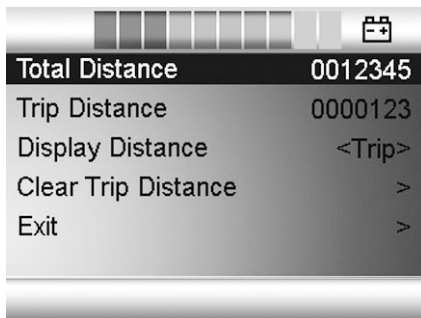 Total Distance 0012345
Trip Distance 0000123
Display Distance <Trip>
Clear Trip Distance >
Exit >